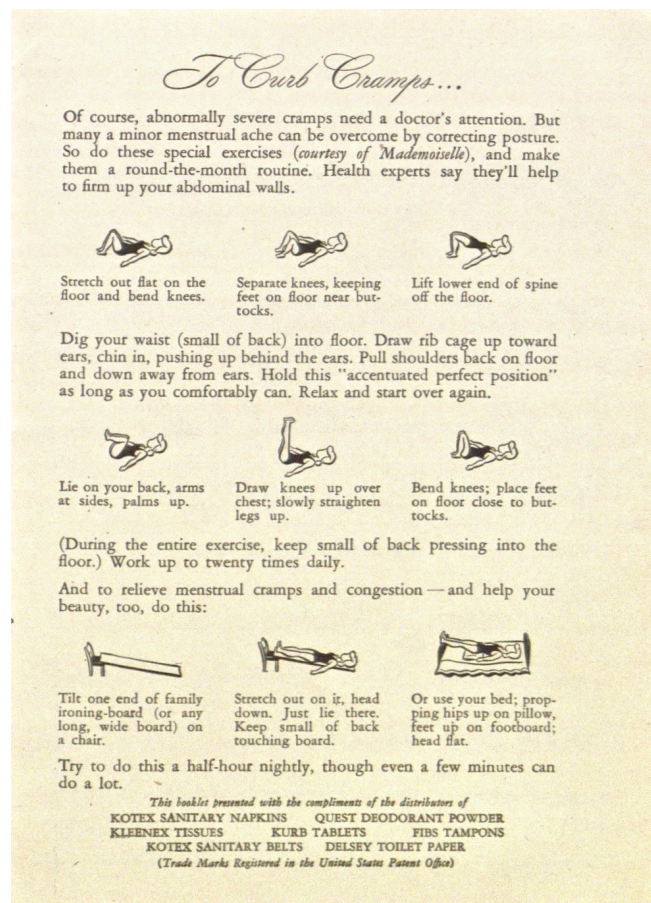 To Curb Cramps...
Of course, abnormally severe cramps need a doctor's attention. But
many a minor menstrual ache can be overcome by correcting posture.
So do these special exercises (courtesy of Mademoiselle), and make
them a round-the-month routine. Health experts say they'll help
to firm up your abdominal walls.
Stretch out flat on the
floor and bend knees.
Separate knees, keeping
feet on floor near but-
tocks.
Lift lower end of spine
off the floor.
Dig your waist (small of back) into floor. Draw rib cage up toward
ears, chin in, pushing up behind the ears. Pull shoulders back on floor
and down away from ears. Hold this "accentuated perfect position"
as long as you comfortably can. Relax and start over again.
Lie on your back, arms
at sides, palms up.
Draw knees up over
chest; slowly straighten
legs up.
Bend knees; place feet
on floor close to but-
tocks.
(During the entire exercise, keep small of back pressing into the
floor.) Work up to twenty times daily.
And to relieve menstrual cramps and congestion — and help your
beauty, too, do this:
Tilt one end of family
ironing-board (or any
long, wide board) on
a chair.
Stretch out on it, head
down. Just lie there.
Keep small of back
touching board.
Or use your bed; prop-
ping hips up on pillow,
feet up on footboard;
head flat.
Try to do this a half-hour nightly, though even a few minutes can
do a lot.
This booklet presented with the compliments of the distributors of
KOTEX SANITARY NAPKINS QUEST DEODORANT POWDER
KLEENEX TISSUES KURB TABLETS FIBS TAMPONS
KOTEX SANITARY BELTS DELSEY TOILET PAPER
(Trade Marks Registered in the United States Patent Office)